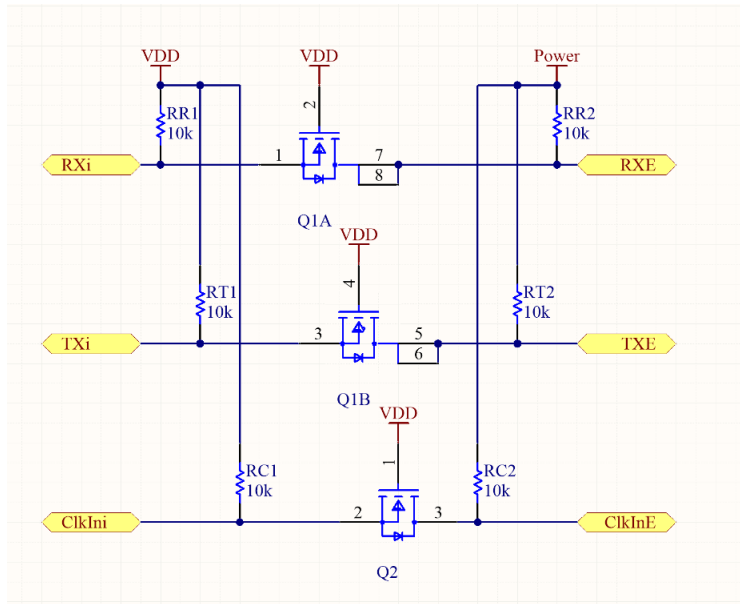 VDD
VDD
Power
2
RR1
10k
RR2
10k
RXi
1
7
8
RXE
Q1A
VDD
4
RT1
10k
RT2
10k
TXi
3
5
6
TXE
Q1B
VDD
1
RC1
10k
RC2
10k
ClkIni
2
3
ClkInE
Q2